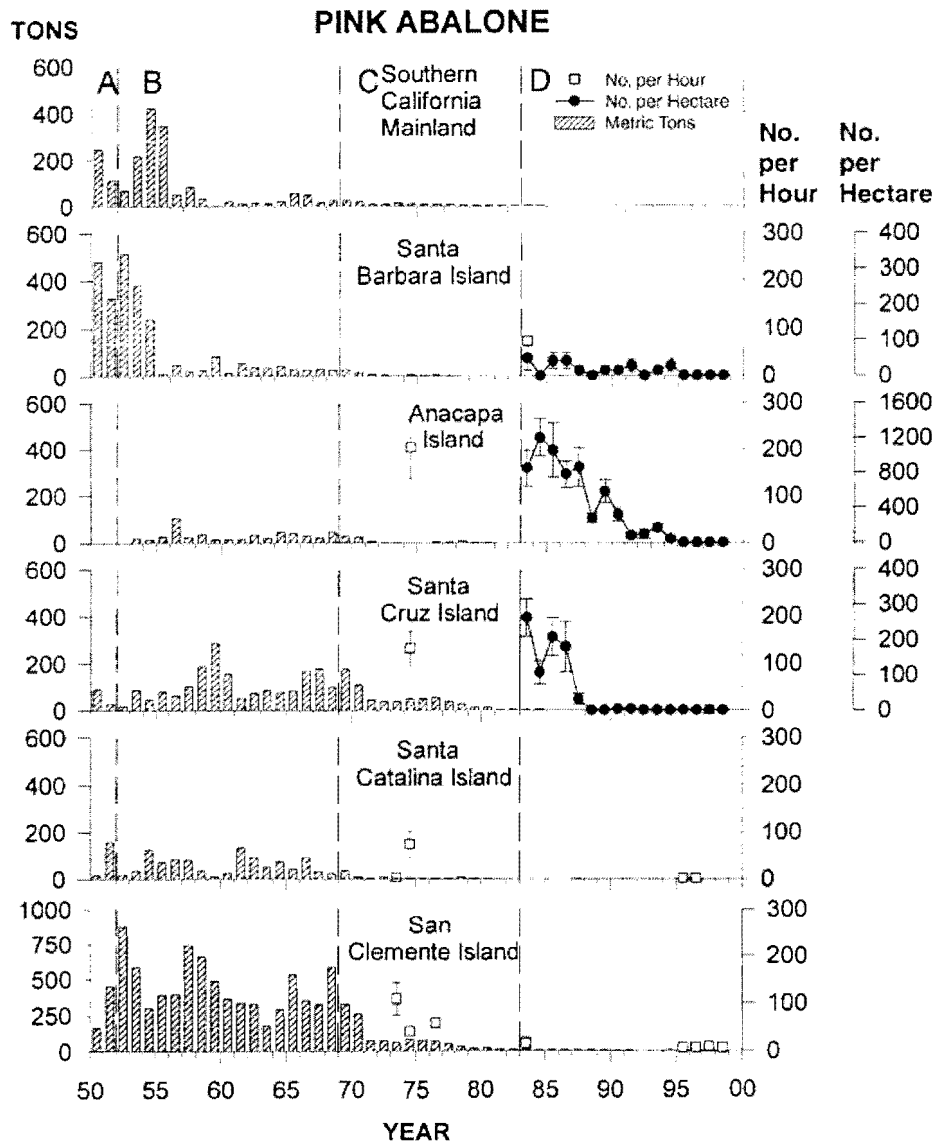 PINK ABALONE
TONS
A B C D
Southern
California
Mainland
No. per Hour
No. per Hectare
Metric Tons
No.
per
Hour
No.
per
Hectare
600
400
200
0
Santa
Barbara Island
600
400
200
0
300
200
100
0
400
300
200
100
0
Anacapa
Island
600
400
200
0
300
200
100
0
1600
1200
800
400
0
Santa
Cruz Island
600
400
200
0
300
200
100
0
400
300
200
100
0
Santa
Catalina Island
600
400
200
0
300
200
100
0
San
Clemente Island
1000
750
500
250
0
300
200
100
0
50 55 60 65 70 75 80 85 90 95 00
YEAR